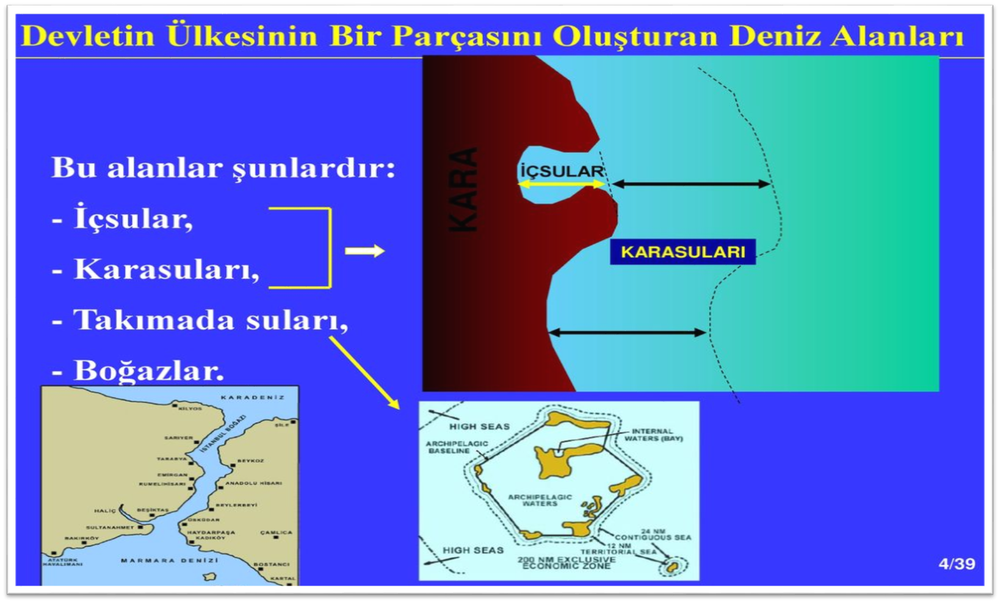 Devletin Ülkesinin Bir Parçasını Oluşturan Deniz Alanları
Bu alanlar şunlardır:
- İçsular,
- Karasuları,
- Takımada suları,
- Boğazlar.
KARA
İÇSULAR
KARASULARI
KARADENİZ
KİLYOS
ŞİLE
İSTANBUL BOĞAZI
SARIYER
TARABYA
BEYKOZ
EMİRGAN
RUMELİHİSARI
ANADOLU HİSARI
BEYLERBEYİ
HALİÇ
BEŞİKTAŞ
ÜSKÜDAR
SULTANAHMET
HAYDARPAŞA
KADIKÖY
ÇAMLICA
BAKIRKÖY
ATATÜRK
HAVALİMANI
MARMARA DENİZİ
BOSTANCI
KARTAL
HIGH SEAS
INTERNAL
WATERS (BAY)
ARCHIPELAGIC
BASELINE
ARCHIPELAGIC
WATERS
24 NM
CONTIGUOUS SEA
12 NM
TERRITORIAL SEA
HIGH SEAS
200 NM EXCLUSIVE
ECONOMIC ZONE
4/39